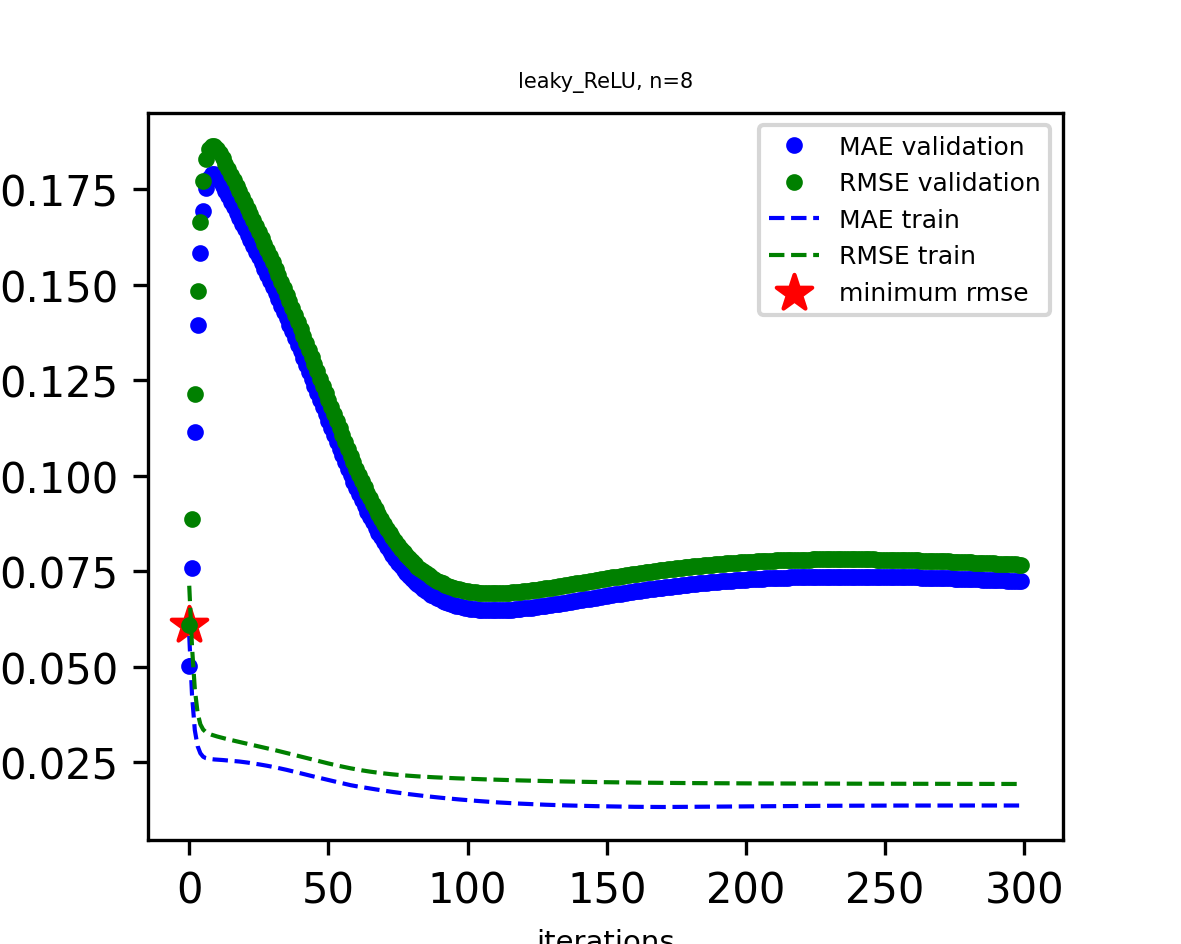 leaky_ReLU, n=8
MAE validation
RMSE validation
MAE train
RMSE train
minimum rmse
0.175
0.150
0.125
0.100
0.075
0.050
0.025
0 50 100 150 200 250 300
iterations